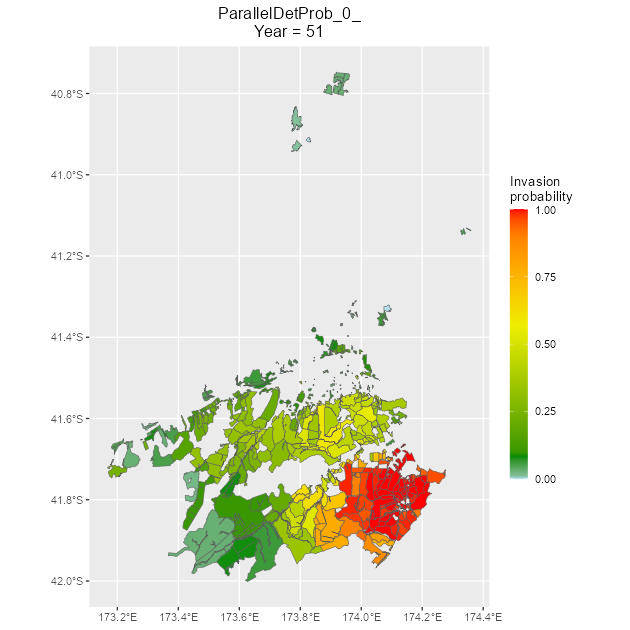 ParallelDetProb_0_
Year = 51
40.8°S
41.0°S
41.2°S
41.4°S
41.6°S
41.8°S
42.0°S
173.2°E
173.4°E
173.6°E
173.8°E
174.0°E
174.2°E
174.4°E
Invasion
probability
1.00
0.75
0.50
0.25
0.00